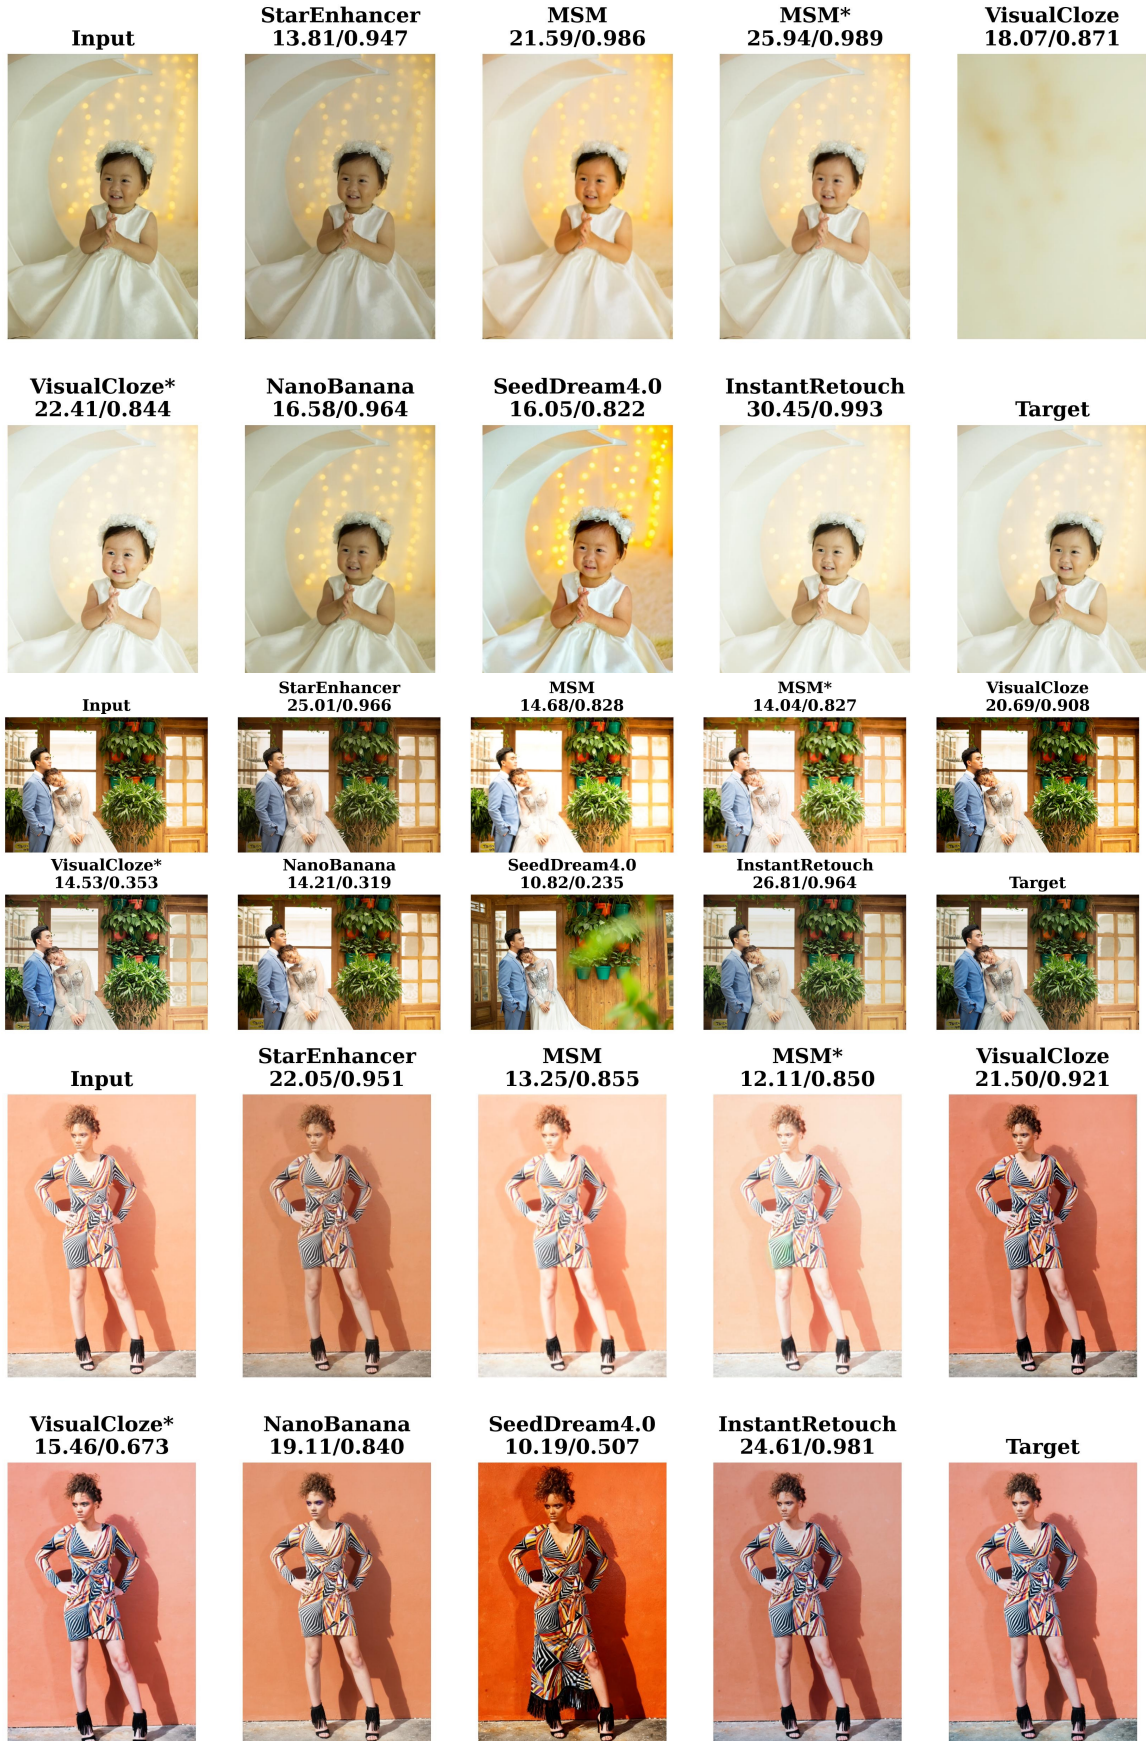 Input
StarEnhancer
13.81/0.947
MSM
21.59/0.986
MSM*
25.94/0.989
VisualCloze
18.07/0.871
VisualCloze*
22.41/0.844
NanoBanana
16.58/0.964
SeedDream4.0
16.05/0.822
InstantRetouch
30.45/0.993
Target
Input
StarEnhancer
25.01/0.966
MSM
14.68/0.828
MSM*
14.04/0.827
VisualCloze
20.69/0.908
VisualCloze*
14.53/0.353
NanoBanana
14.21/0.319
SeedDream4.0
10.82/0.235
InstantRetouch
26.81/0.964
Target
Input
StarEnhancer
22.05/0.951
MSM
13.25/0.855
MSM*
12.11/0.850
VisualCloze
21.50/0.921
VisualCloze*
15.46/0.673
NanoBanana
19.11/0.840
SeedDream4.0
10.19/0.507
InstantRetouch
24.61/0.981
Target